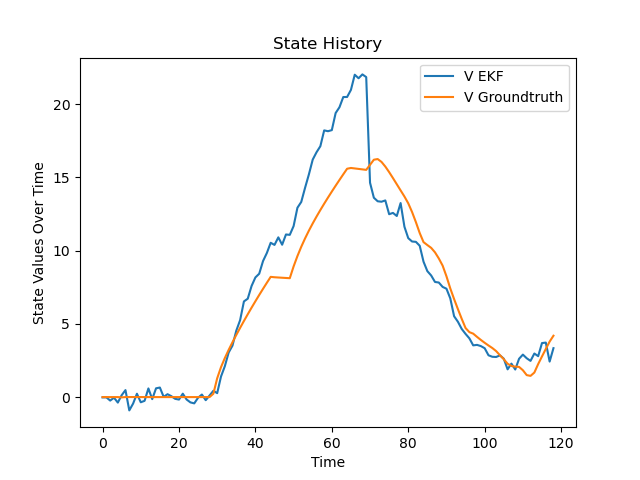 State History
V EKF
V Groundtruth
State Values Over Time
20
15
10
5
0
0 20 40 60 80 100 120
Time